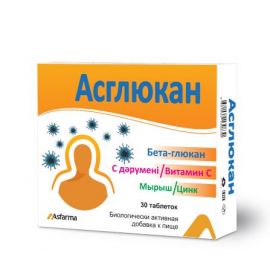 Асглюкан
Бета-глюкан
С дәрумені/Витамин С
Мырыш/Цинк
30 таблеток
Биологически активная
добавка к пище
Asfarma
Асглюкан